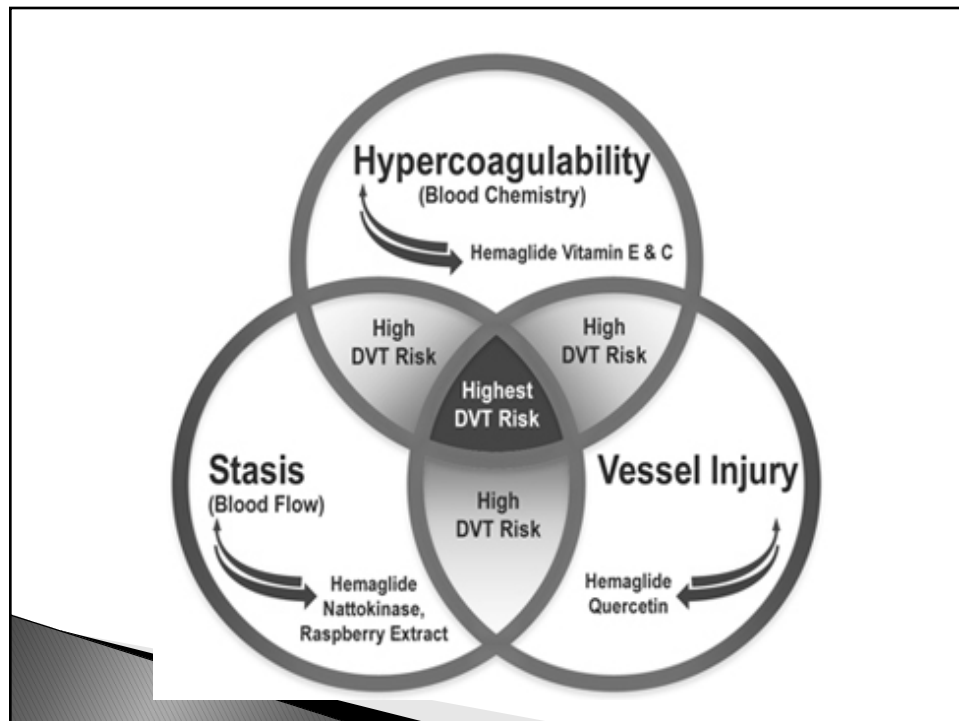 Hypercoagulability
(Blood Chemistry)
Hemaglide Vitamin E & C
High
DVT Risk
High
DVT Risk
Highest
DVT Risk
Stasis
(Blood Flow)
Vessel Injury
High
DVT Risk
Hemaglide
Nattokinase,
Raspberry Extract
Hemaglide
Quercetin